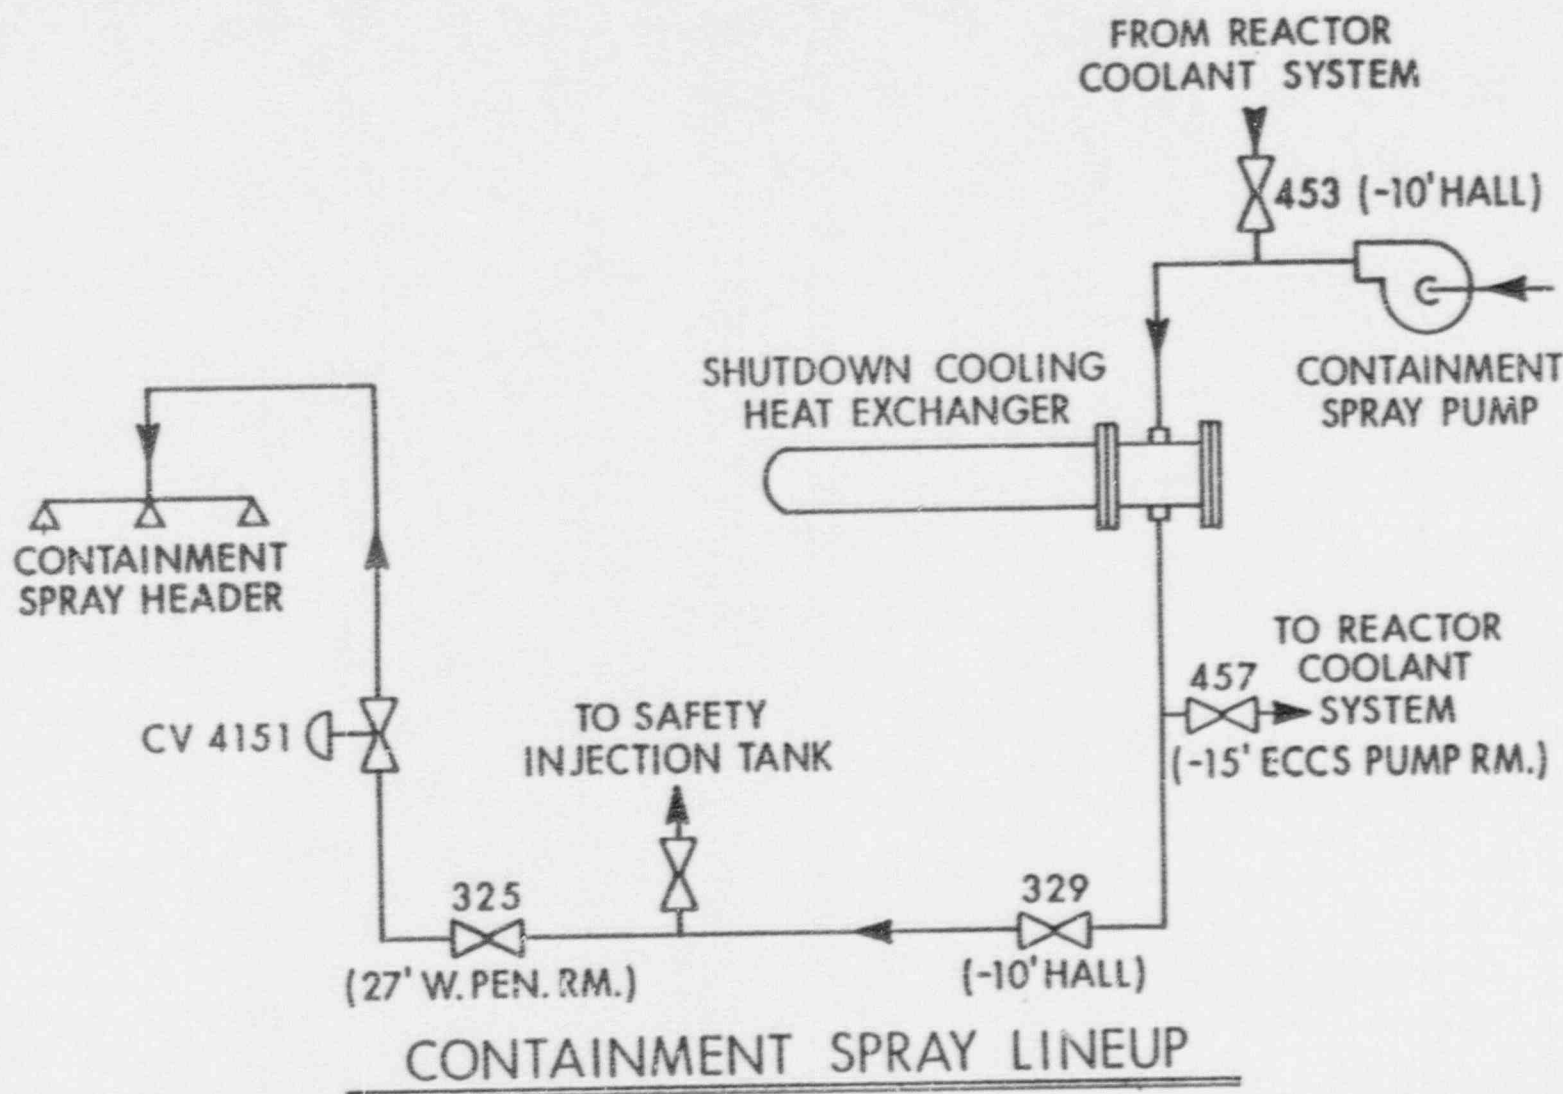 FROM REACTOR
COOLANT SYSTEM
453 (-10' HALL)
CONTAINMENT
SPRAY PUMP
SHUTDOWN COOLING
HEAT EXCHANGER
CONTAINMENT
SPRAY HEADER
TO REACTOR
COOLANT
SYSTEM
457
(-15' ECCS PUMP RM.)
CV 4151
TO SAFETY
INJECTION TANK
325
(27' W. PEN. RM.)
329
(-10' HALL)
CONTAINMENT SPRAY LINEUP